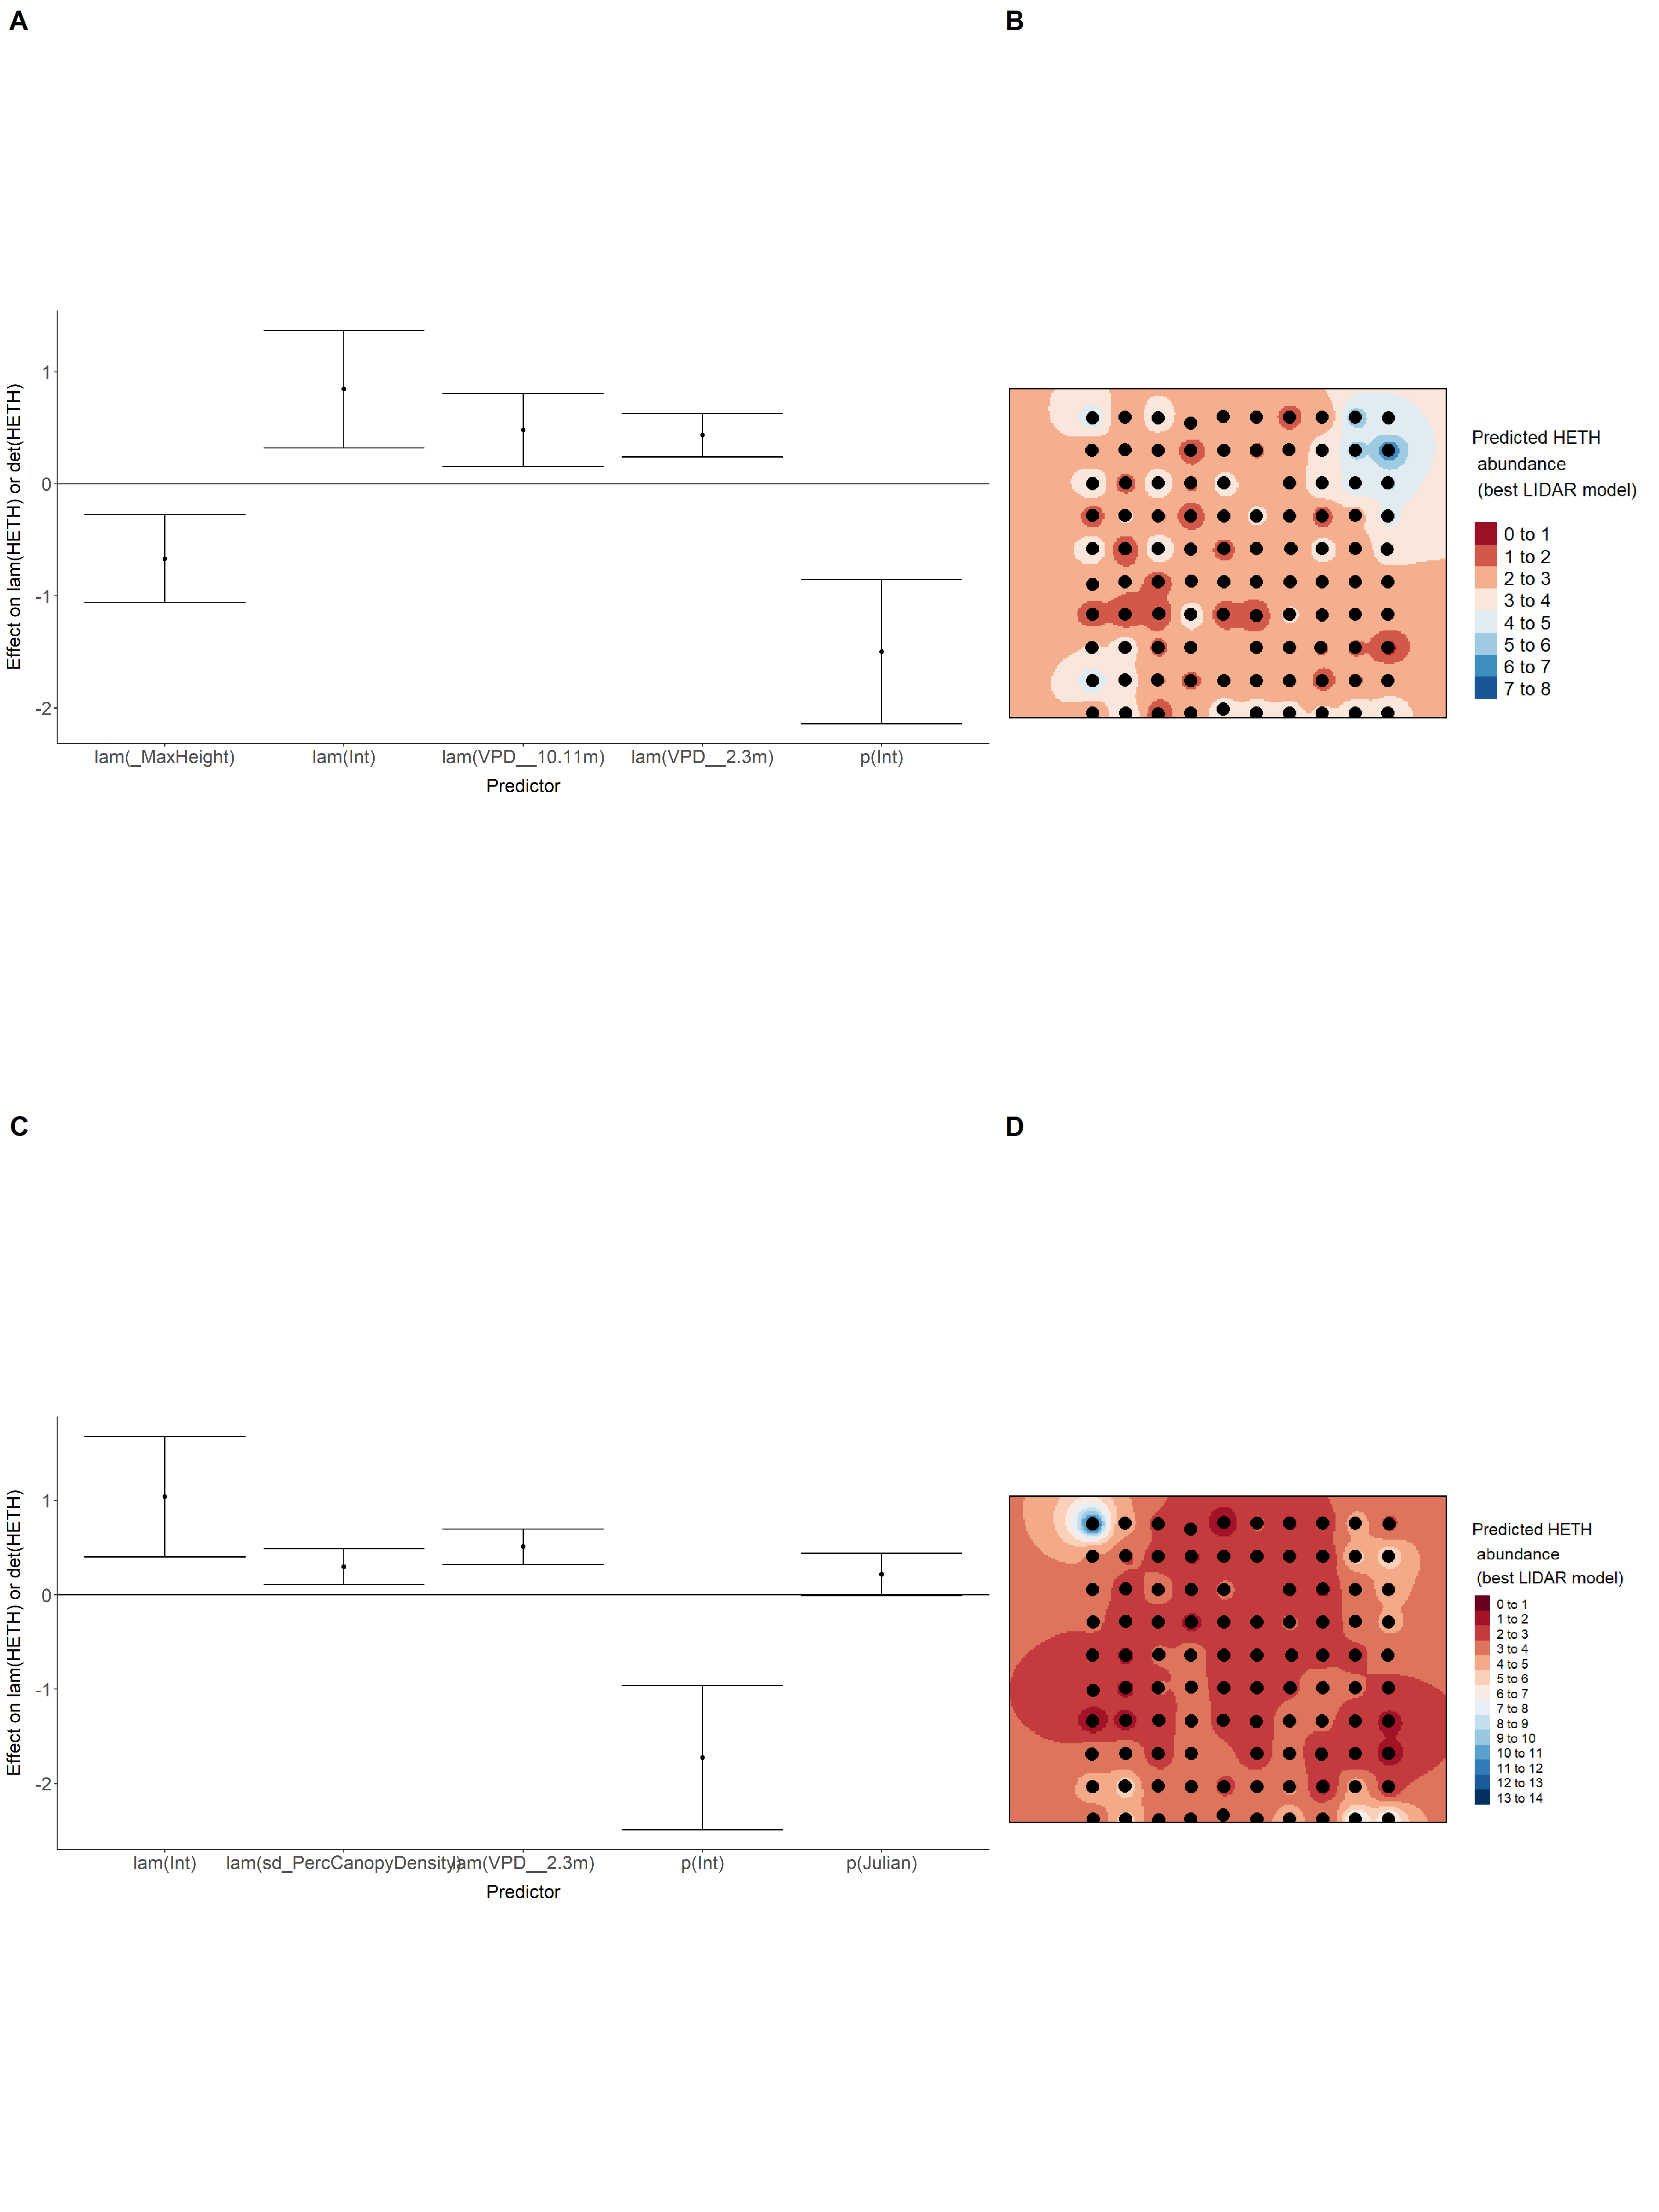 A
B
Effect on lam(HETH) or det(HETH)
1
0
-1
-2
lam(_MaxHeight)
lam(Int)
lam(VPD__10.11m)
lam(VPD__2.3m)
p(Int)
Predictor
Predicted HETH
abundance
(best LIDAR model)
0 to 1
1 to 2
2 to 3
3 to 4
4 to 5
5 to 6
6 to 7
7 to 8
C
D
Effect on lam(HETH) or det(HETH)
1
0
-1
-2
lam(Int)
lam(sd_PercCanopyDensity)
lam(VPD__2.3m)
p(Int)
p(Julian)
Predictor
Predicted HETH
abundance
(best LIDAR model)
0 to 1
1 to 2
2 to 3
3 to 4
4 to 5
5 to 6
6 to 7
7 to 8
8 to 9
9 to 10
10 to 11
11 to 12
12 to 13
13 to 14